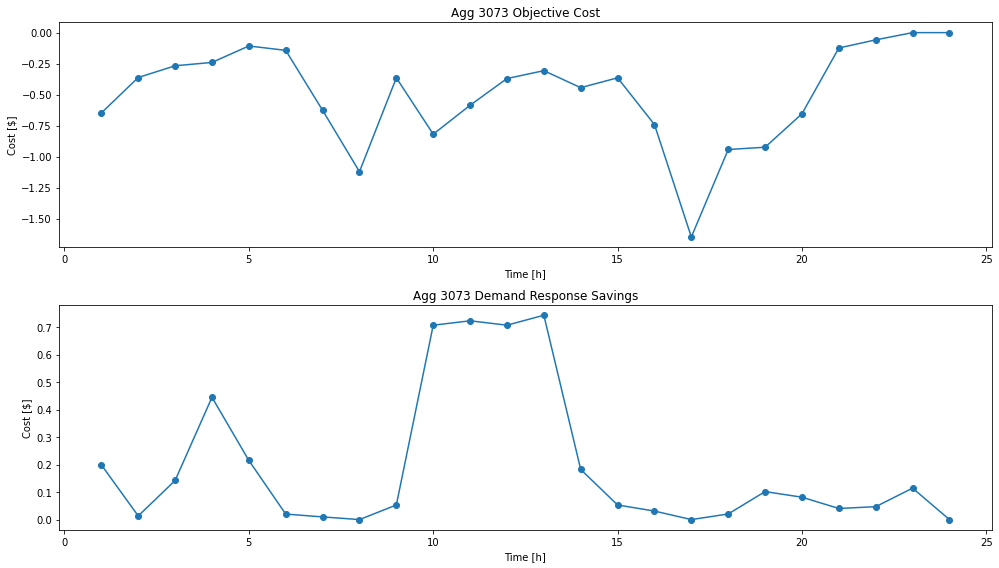 Agg 3073 Objective Cost
Cost [$]
0.00
−0.25
−0.50
−0.75
−1.00
−1.25
−1.50
0 5 10 15 20 25
Time [h]
Agg 3073 Demand Response Savings
Cost [$]
0.7
0.6
0.5
0.4
0.3
0.2
0.1
0.0
0 5 10 15 20 25
Time [h]